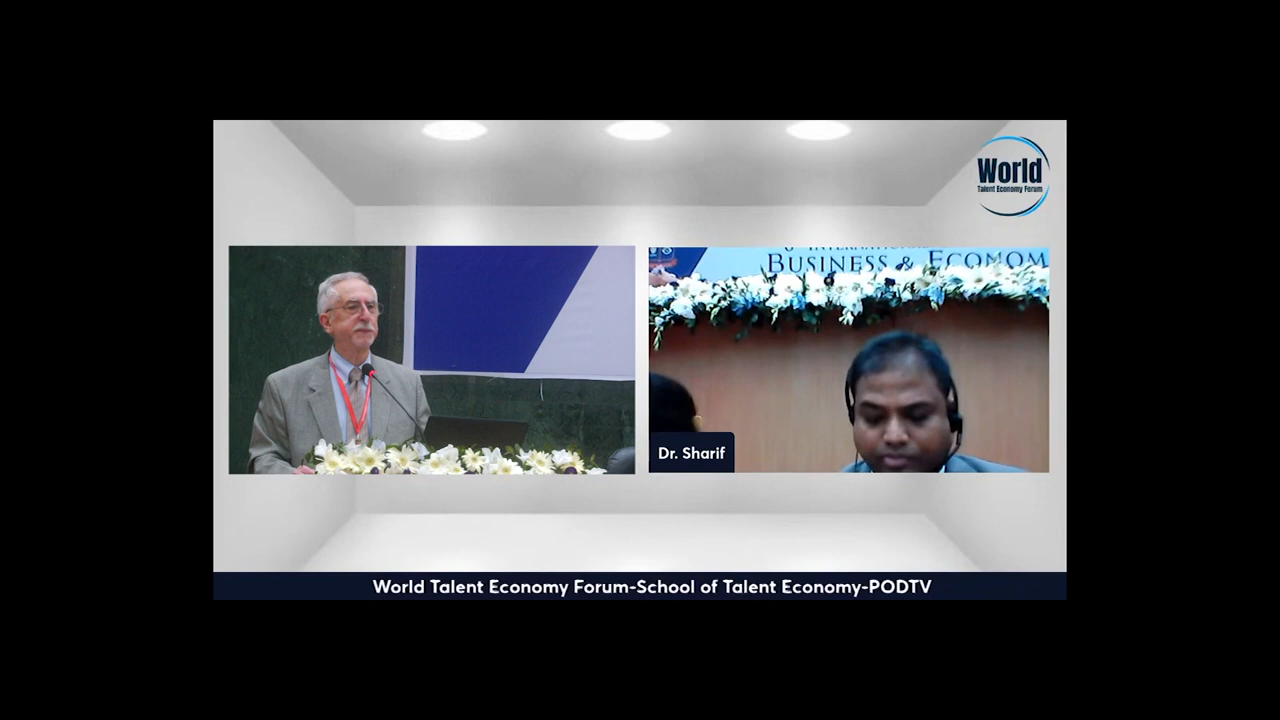 World
Talent Economy Forum
BUSINESS & ECONOM
Dr. Sharif
World Talent Economy Forum-School of Talent Economy-PODTV